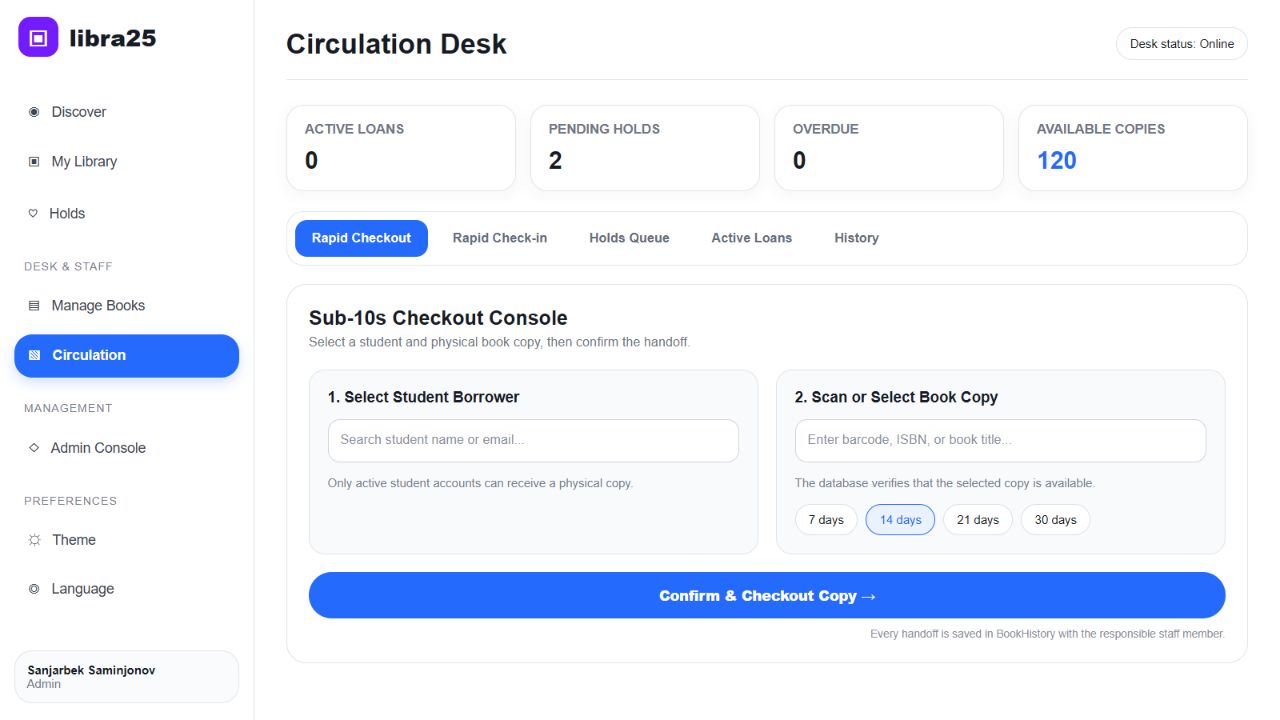 libra25
Discover
My Library
Holds
DESK & STAFF
Manage Books
Circulation
MANAGEMENT
Admin Console
PREFERENCES
Theme
Language
Sanjarbek Saminjonov
Admin
Circulation Desk
Desk status: Online
ACTIVE LOANS
0
PENDING HOLDS
2
OVERDUE
0
AVAILABLE COPIES
120
Rapid Checkout
Rapid Check-in
Holds Queue
Active Loans
History
Sub-10s Checkout Console
Select a student and physical book copy, then confirm the handoff.
1. Select Student Borrower
Search student name or email...
Only active student accounts can receive a physical copy.
2. Scan or Select Book Copy
Enter barcode, ISBN, or book title...
The database verifies that the selected copy is available.
7 days
14 days
21 days
30 days
Confirm & Checkout Copy →
Every handoff is saved in BookHistory with the responsible staff member.